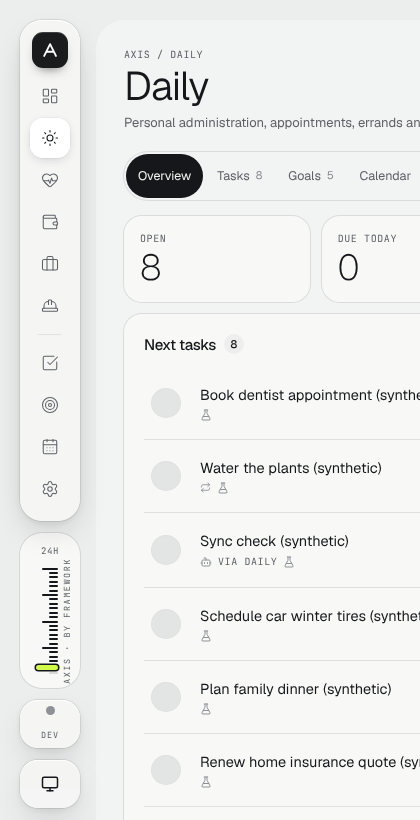 A
AXIS / DAILY
Daily
Personal administration, appointments, errands an
Overview
Tasks 8
Goals 5
Calendar
OPEN
8
DUE TODAY
0
Next tasks 8
Book dentist appointment (synthe
Water the plants (synthetic)
Sync check (synthetic)
VIA DAILY
Schedule car winter tires (synthet
Plan family dinner (synthetic)
Renew home insurance quote (syn
24H
AXIS · BY FRAMEWORK
DEV